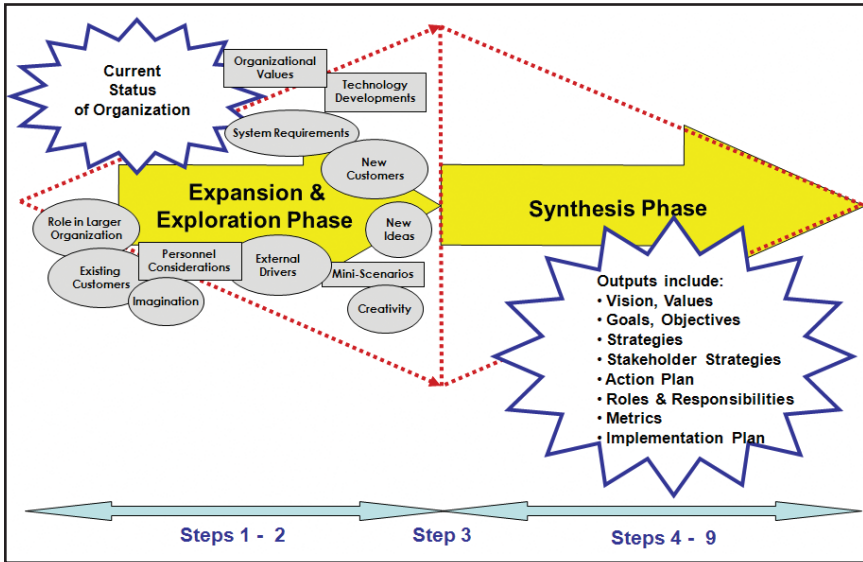 Current
Status
of Organization
Organizational
Values
Technology
Developments
System Requirements
New
Customers
Expansion &
Exploration Phase
Role in Larger
Organization
New
Ideas
Personnel
Considerations
External
Drivers
Existing
Customers
Mini-Scenarios
Imagination
Creativity
Synthesis Phase
Outputs include:
• Vision, Values
• Goals, Objectives
• Strategies
• Stakeholder Strategies
• Action Plan
• Roles & Responsibilities
• Metrics
• Implementation Plan
Steps 1 - 2
Step 3
Steps 4 - 9